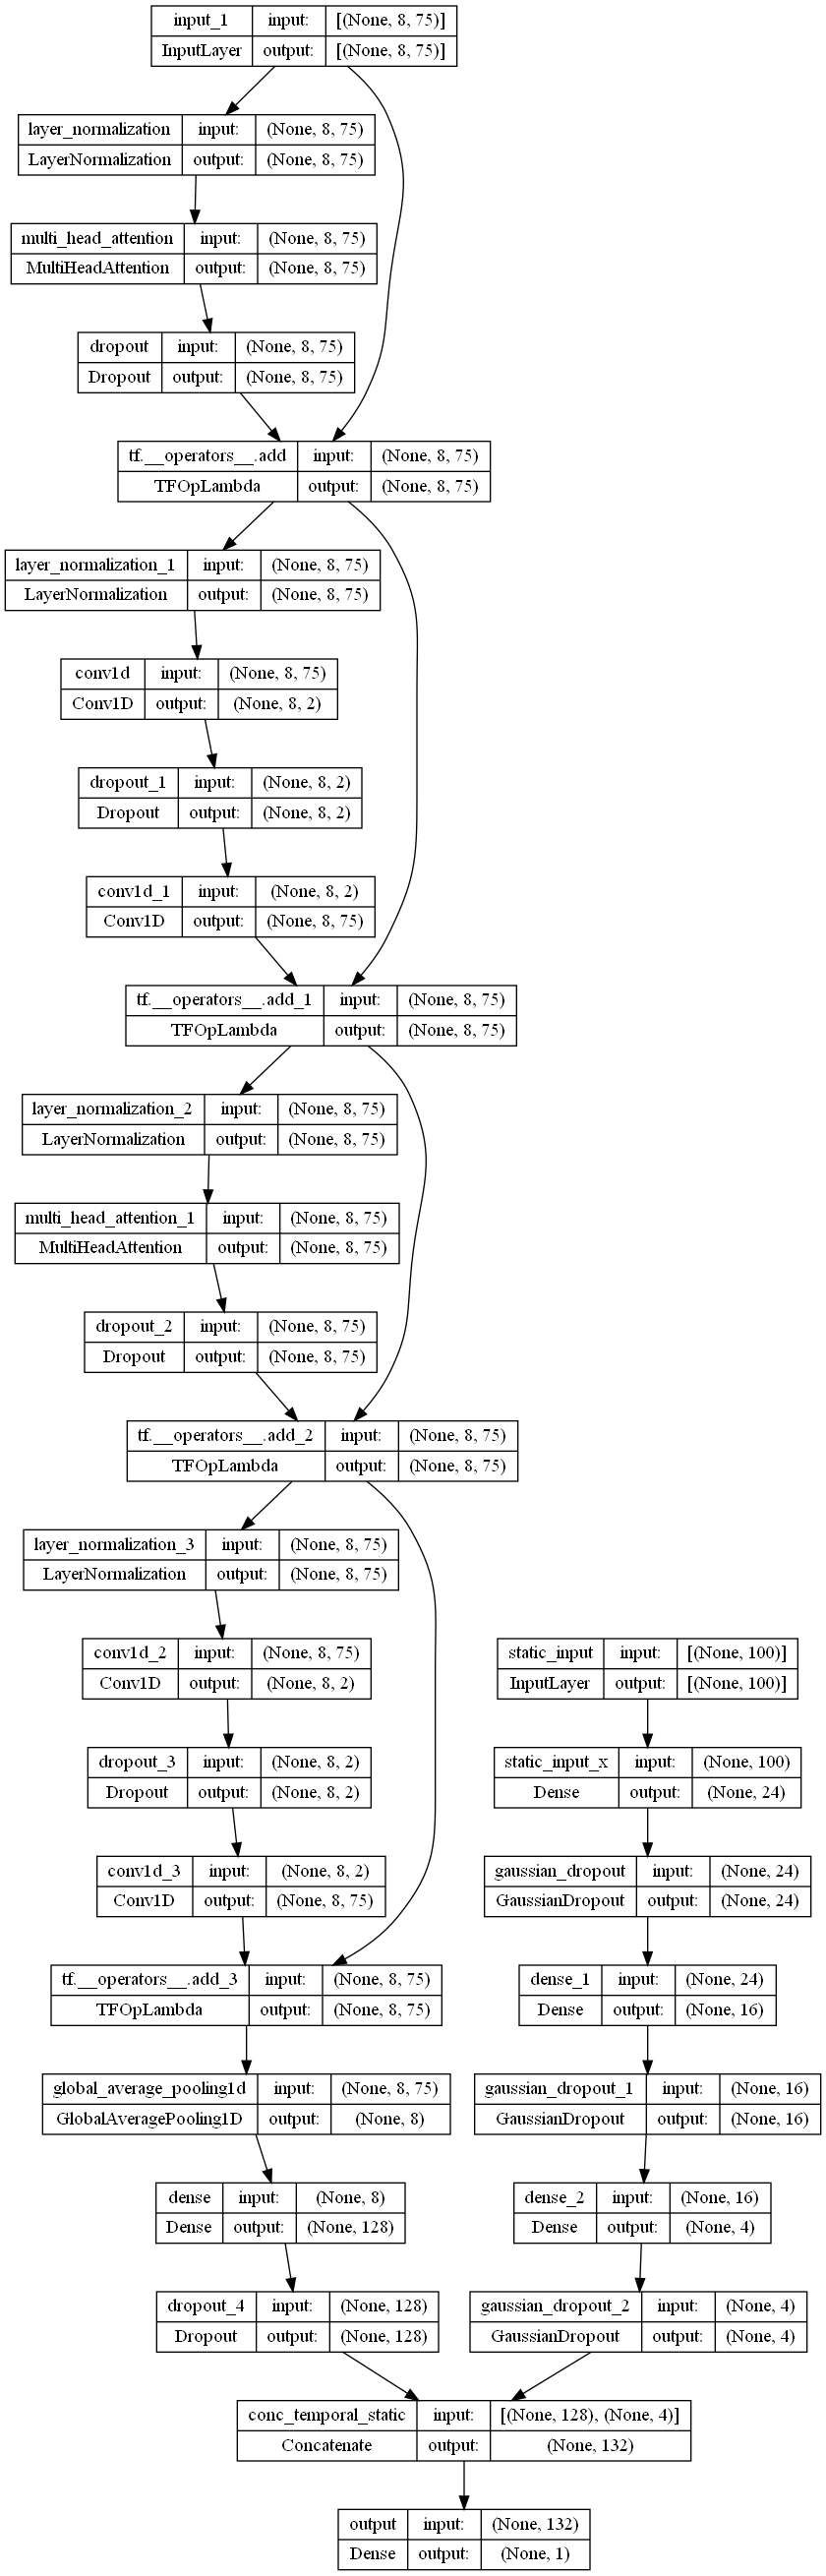 input_1 input: [(None, 8, 75)]
InputLayer output: [(None, 8, 75)]
layer_normalization input: (None, 8, 75)
LayerNormalization output: (None, 8, 75)
multi_head_attention input: (None, 8, 75)
MultiHeadAttention output: (None, 8, 75)
dropout input: (None, 8, 75)
Dropout output: (None, 8, 75)
tf.__operators__.add input: (None, 8, 75)
TFOpLambda output: (None, 8, 75)
layer_normalization_1 input: (None, 8, 75)
LayerNormalization output: (None, 8, 75)
conv1d input: (None, 8, 75)
Conv1D output: (None, 8, 2)
dropout_1 input: (None, 8, 2)
Dropout output: (None, 8, 2)
conv1d_1 input: (None, 8, 2)
Conv1D output: (None, 8, 75)
tf.__operators__.add_1 input: (None, 8, 75)
TFOpLambda output: (None, 8, 75)
layer_normalization_2 input: (None, 8, 75)
LayerNormalization output: (None, 8, 75)
multi_head_attention_1 input: (None, 8, 75)
MultiHeadAttention output: (None, 8, 75)
dropout_2 input: (None, 8, 75)
Dropout output: (None, 8, 75)
tf.__operators__.add_2 input: (None, 8, 75)
TFOpLambda output: (None, 8, 75)
layer_normalization_3 input: (None, 8, 75)
LayerNormalization output: (None, 8, 75)
conv1d_2 input: (None, 8, 75)
Conv1D output: (None, 8, 2)
dropout_3 input: (None, 8, 2)
Dropout output: (None, 8, 2)
conv1d_3 input: (None, 8, 2)
Conv1D output: (None, 8, 75)
tf.__operators__.add_3 input: (None, 8, 75)
TFOpLambda output: (None, 8, 75)
global_average_pooling1d input: (None, 8, 75)
GlobalAveragePooling1D output: (None, 8)
dense input: (None, 8)
Dense output: (None, 128)
dropout_4 input: (None, 128)
Dropout output: (None, 128)
static_input input: [(None, 100)]
InputLayer output: [(None, 100)]
static_input_x input: (None, 100)
Dense output: (None, 24)
gaussian_dropout input: (None, 24)
GaussianDropout output: (None, 24)
dense_1 input: (None, 24)
Dense output: (None, 16)
gaussian_dropout_1 input: (None, 16)
GaussianDropout output: (None, 16)
dense_2 input: (None, 16)
Dense output: (None, 4)
gaussian_dropout_2 input: (None, 4)
GaussianDropout output: (None, 4)
conc_temporal_static input: [(None, 128), (None, 4)]
Concatenate output: (None, 132)
output input: (None, 132)
Dense output: (None, 1)